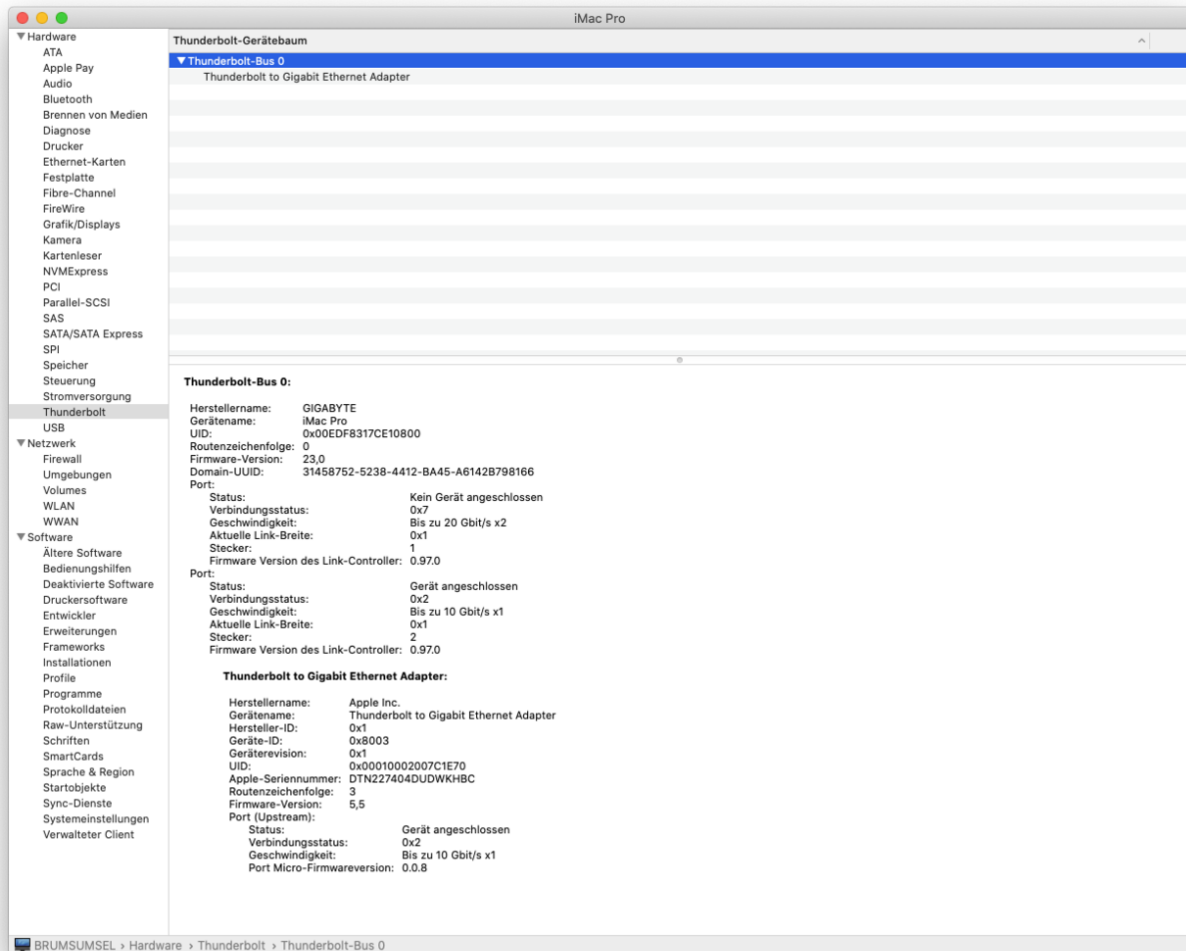 iMac Pro
Hardware
ATA
Apple Pay
Audio
Bluetooth
Brennen von Medien
Diagnose
Drucker
Ethernet-Karten
Festplatte
Fibre-Channel
FireWire
Grafik/Displays
Kamera
Kartenleser
NVMExpress
PCI
Parallel-SCSI
SAS
SATA/SATA Express
SPI
Speicher
Steuerung
Stromversorgung
Thunderbolt
USB
Netzwerk
Firewall
Umgebungen
Volumes
WLAN
WWAN
Software
Ältere Software
Bedienungshilfen
Deaktivierte Software
Druckersoftware
Entwickler
Erweiterungen
Frameworks
Installationen
Profile
Programme
Protokolldateien
Raw-Unterstützung
Schriften
SmartCards
Sprache & Region
Startobjekte
Sync-Dienste
Systemeinstellungen
Verwalteter Client
Thunderbolt-Gerätebaum
Thunderbolt-Bus 0
Thunderbolt to Gigabit Ethernet Adapter
Thunderbolt-Bus 0:
Herstellername: GIGABYTE
Gerätename: iMac Pro
UID: 0x00EDF8317CE10800
Routenzeichenfolge: 0
Firmware-Version: 23,0
Domain-UUID: 31458752-5238-4412-BA45-A6142B798166
Port:
Status: Kein Gerät angeschlossen
Verbindungsstatus: 0x7
Geschwindigkeit: Bis zu 20 Gbit/s x2
Aktuelle Link-Breite: 0x1
Stecker: 1
Firmware Version des Link-Controller: 0.97.0
Port:
Status: Gerät angeschlossen
Verbindungsstatus: 0x2
Geschwindigkeit: Bis zu 10 Gbit/s x1
Aktuelle Link-Breite: 0x1
Stecker: 2
Firmware Version des Link-Controller: 0.97.0
Thunderbolt to Gigabit Ethernet Adapter:
Herstellername: Apple Inc.
Gerätename: Thunderbolt to Gigabit Ethernet Adapter
Hersteller-ID: 0x1
Geräte-ID: 0x8003
Geräterevision: 0x1
UID: 0x00010002007C1E70
Apple-Seriennummer: DTN227404DUDWKHBC
Routenzeichenfolge: 3
Firmware-Version: 5,5
Port (Upstream):
Status: Gerät angeschlossen
Verbindungsstatus: 0x2
Geschwindigkeit: Bis zu 10 Gbit/s x1
Port Micro-Firmwareversion: 0.0.8
BRUMSUMSEL › Hardware › Thunderbolt › Thunderbolt-Bus 0